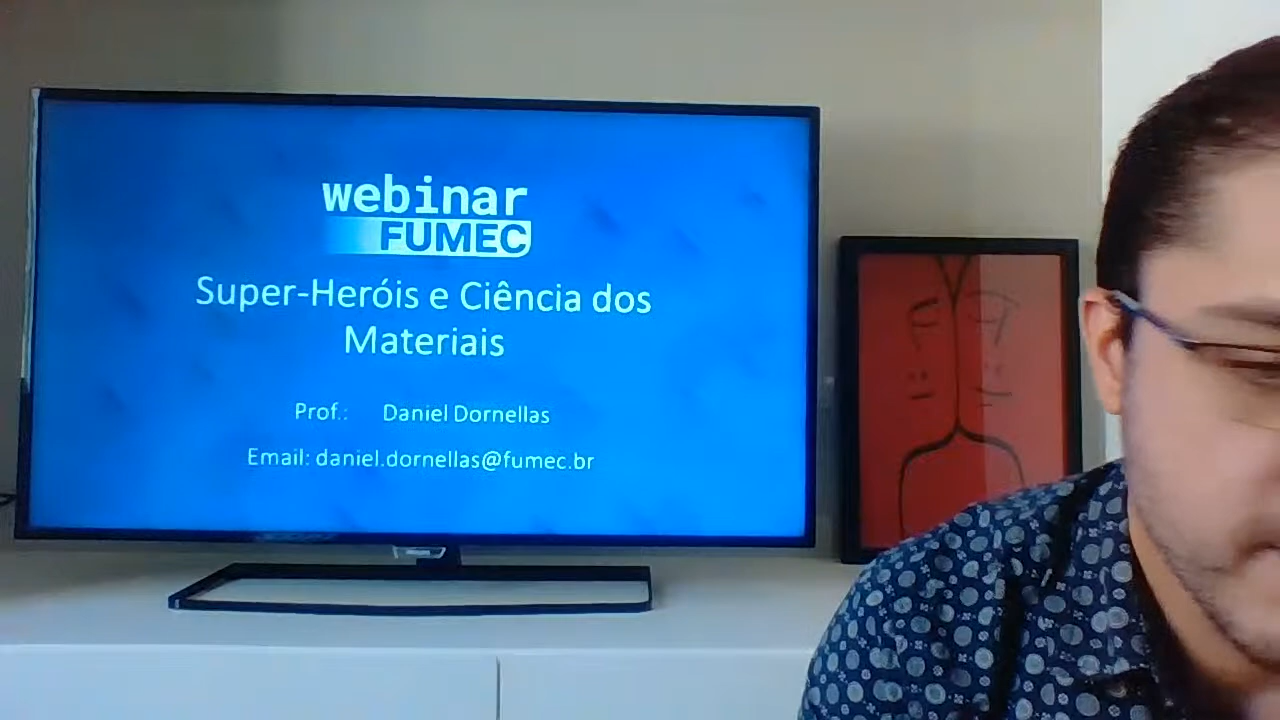 webinar
FUMEC
Super-Heróis e Ciência dos
Materiais
Prof.: Daniel Dornellas
Email: daniel.dornellas@fumec.br